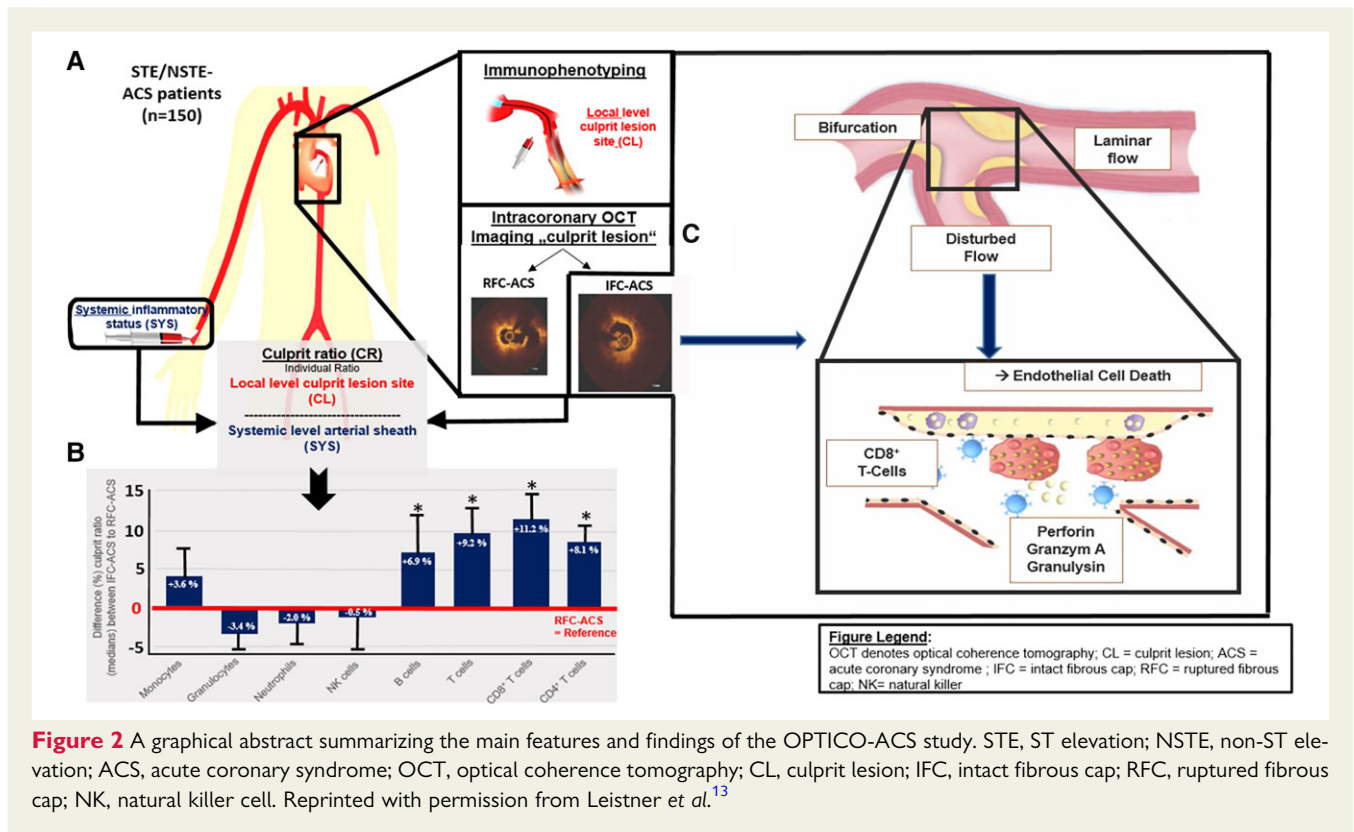 A
STE/NSTE-
ACS patients
(n=150)
Immunophenotyping
Local level
culprit lesion
site (CL)
Intracoronary OCT
Imaging „culprit lesion“
RFC-ACS
IFC-ACS
Systemic inflammatory
status (SYS)
Culprit ratio (CR)
Individual Ratio
Local level culprit lesion site
(CL)
--------------------------------
Systemic level arterial sheath
(SYS)
C
Bifurcation
Laminar
flow
Disturbed
Flow
→ Endothelial Cell Death
CD8⁺
T-Cells
Perforin
Granzym A
Granulysin
B
Difference (%) culprit ratio
(medians) between IFC-ACS to RFC-ACS
15
10
5
0
-5
+3.6 %
-3.4 %
-2.0 %
-0.5 %
*
+6.9 %
*
+9.2 %
*
+11.2 %
*
+8.1 %
RFC-ACS
= Reference
Monocytes
Granulocytes
Neutrophils
NK cells
B cells
T cells
CD8⁺ T cells
CD4⁺ T cells
Figure Legend:
OCT denotes optical coherence tomography; CL = culprit lesion; ACS =
acute coronary syndrome ; IFC = intact fibrous cap; RFC = ruptured fibrous
cap; NK= natural killer
Figure 2 A graphical abstract summarizing the main features and findings of the OPTICO-ACS study. STE, ST elevation; NSTE, non-ST ele-
vation; ACS, acute coronary syndrome; OCT, optical coherence tomography; CL, culprit lesion; IFC, intact fibrous cap; RFC, ruptured fibrous
cap; NK, natural killer cell. Reprinted with permission from Leistner et al.¹³